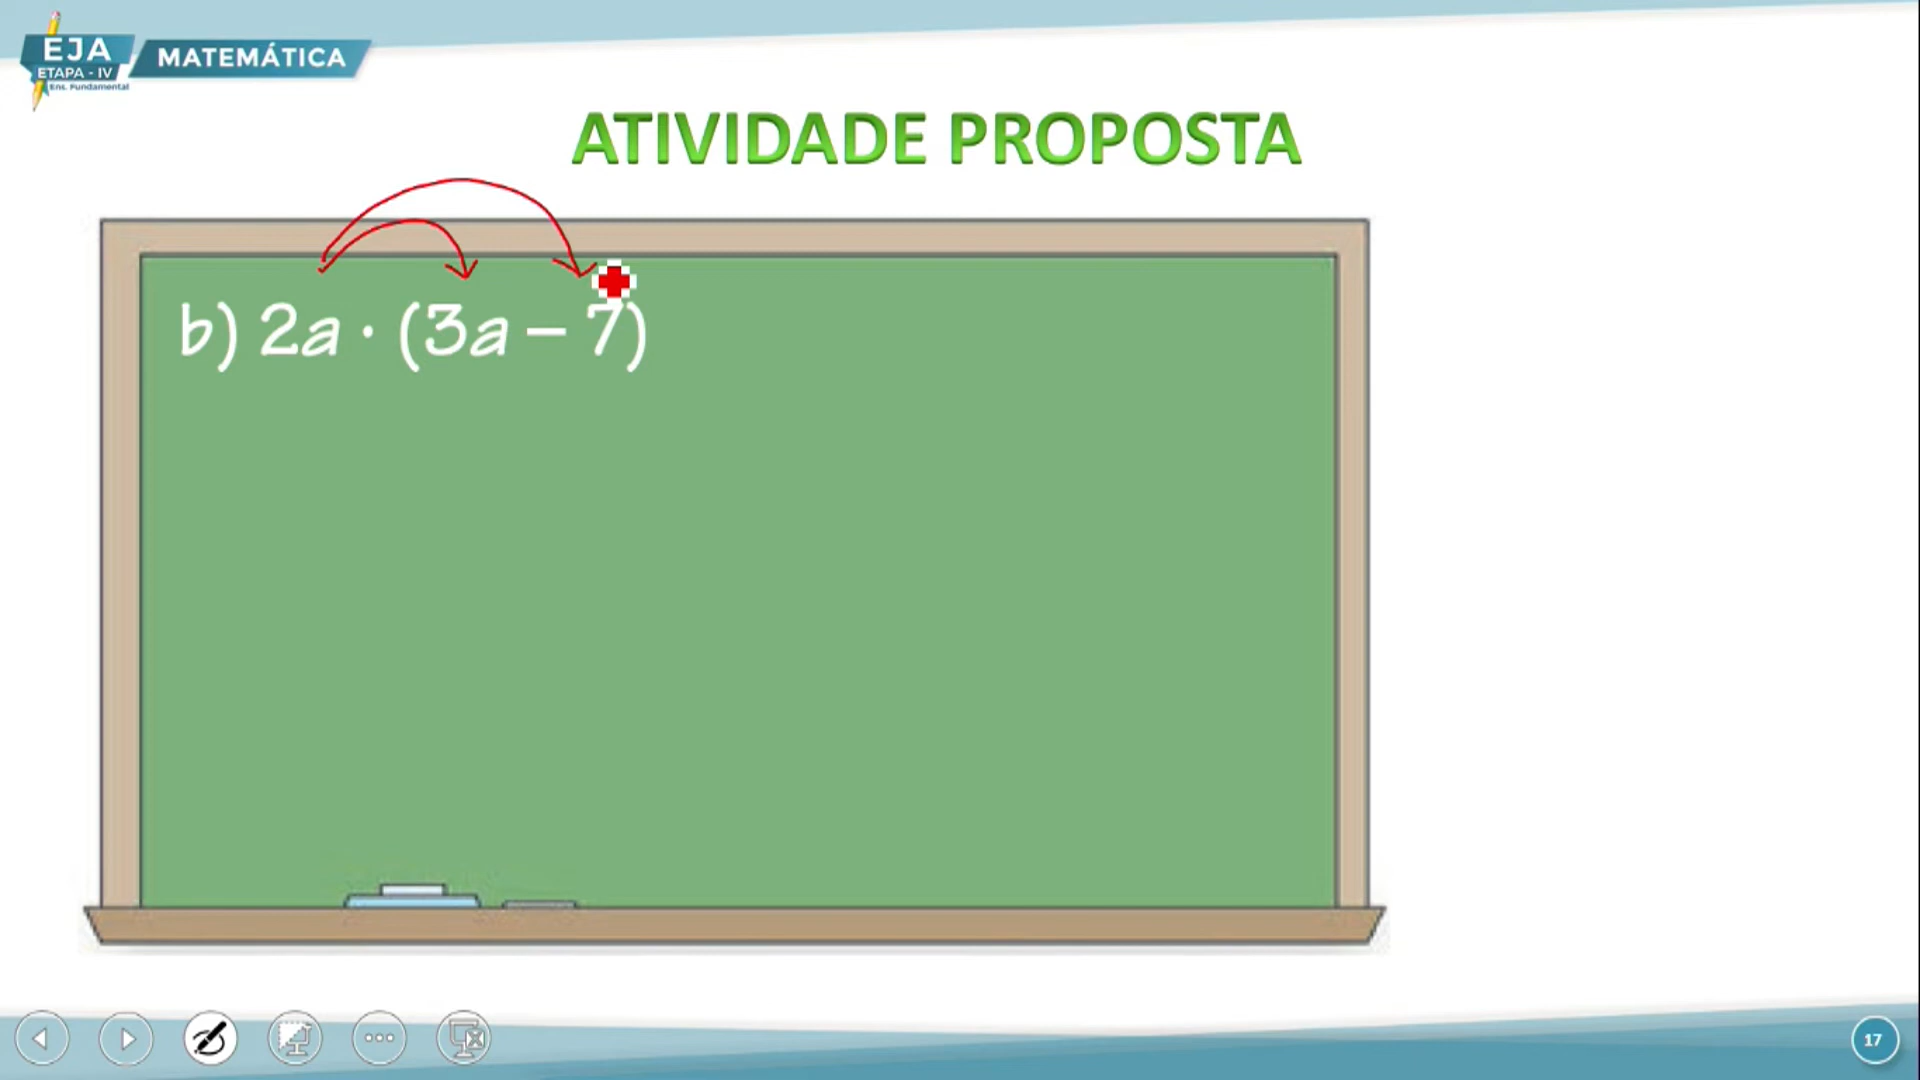 EJA
ETAPA - IV
Ens. Fundamental
MATEMÁTICA
ATIVIDADE PROPOSTA
b) 2a · (3a – 7)
17